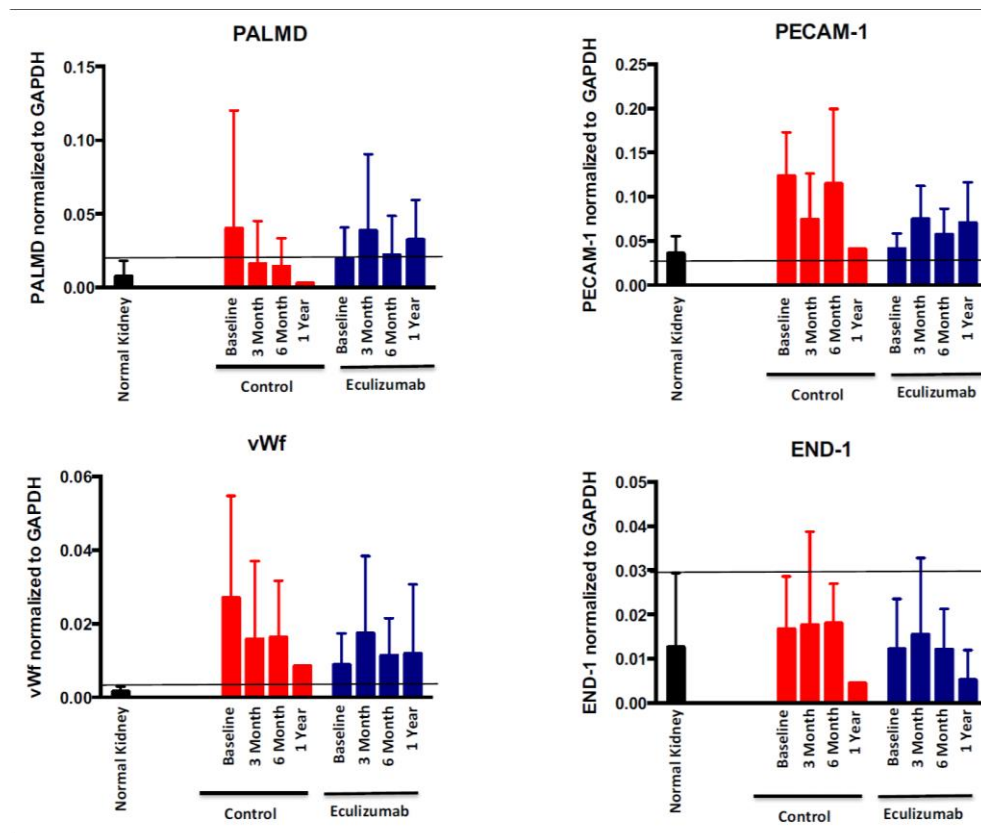 PALMD
PALMD normalized to GAPDH
0.15
0.10
0.05
0.00
Normal Kidney
Baseline
3 Month
6 Month
1 Year
Baseline
3 Month
6 Month
1 Year
Control
Eculizumab
PECAM-1
PECAM-1 normalized to GAPDH
0.25
0.20
0.15
0.10
0.05
0.00
Normal Kidney
Baseline
3 Month
6 Month
1 Year
Baseline
3 Month
6 Month
1 Year
Control
Eculizumab
vWf
vWf normalized to GAPDH
0.06
0.04
0.02
0.00
Normal Kidney
Baseline
3 Month
6 Month
1 Year
Baseline
3 Month
6 Month
1 Year
Control
Eculizumab
END-1
END-1 normalized to GAPDH
0.05
0.04
0.03
0.02
0.01
0.00
Normal Kidney
Baseline
3 Month
6 Month
1 Year
Baseline
3 Month
6 Month
1 Year
Control
Eculizumab